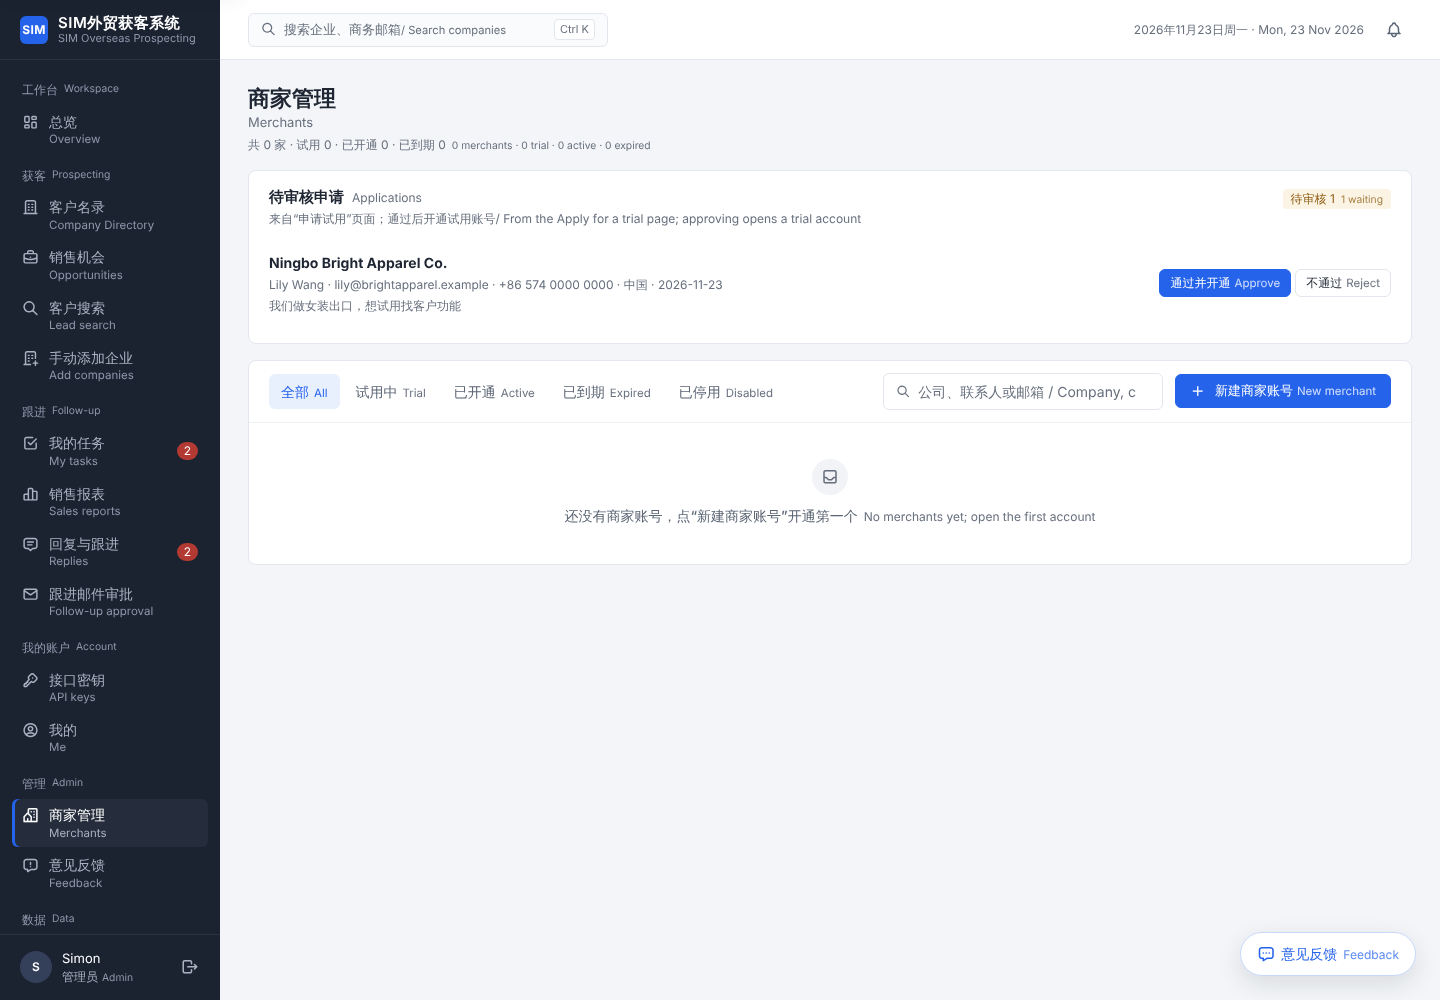 SIM
SIM外贸获客系统
SIM Overseas Prospecting
工作台 Workspace
总览
Overview
获客 Prospecting
客户名录
Company Directory
销售机会
Opportunities
客户搜索
Lead search
手动添加企业
Add companies
跟进 Follow-up
我的任务
My tasks
2
销售报表
Sales reports
回复与跟进
Replies
2
跟进邮件审批
Follow-up approval
我的账户 Account
接口密钥
API keys
我的
Me
管理 Admin
商家管理
Merchants
意见反馈
Feedback
数据 Data
S
Simon
管理员 Admin
搜索企业、商务邮箱/ Search companies
Ctrl K
2026年11月23日周一 · Mon, 23 Nov 2026
商家管理
Merchants
共 0 家 · 试用 0 · 已开通 0 · 已到期 0 0 merchants · 0 trial · 0 active · 0 expired
待审核申请 Applications
待审核 1 1 waiting
来自“申请试用”页面；通过后开通试用账号/ From the Apply for a trial page; approving opens a trial account
Ningbo Bright Apparel Co.
Lily Wang · lily@brightapparel.example · +86 574 0000 0000 · 中国 · 2026-11-23
我们做女装出口，想试用找客户功能
通过并开通 Approve
不通过 Reject
全部 All
试用中 Trial
已开通 Active
已到期 Expired
已停用 Disabled
公司、联系人或邮箱 / Company, c
新建商家账号 New merchant
还没有商家账号，点“新建商家账号”开通第一个 No merchants yet; open the first account
意见反馈 Feedback